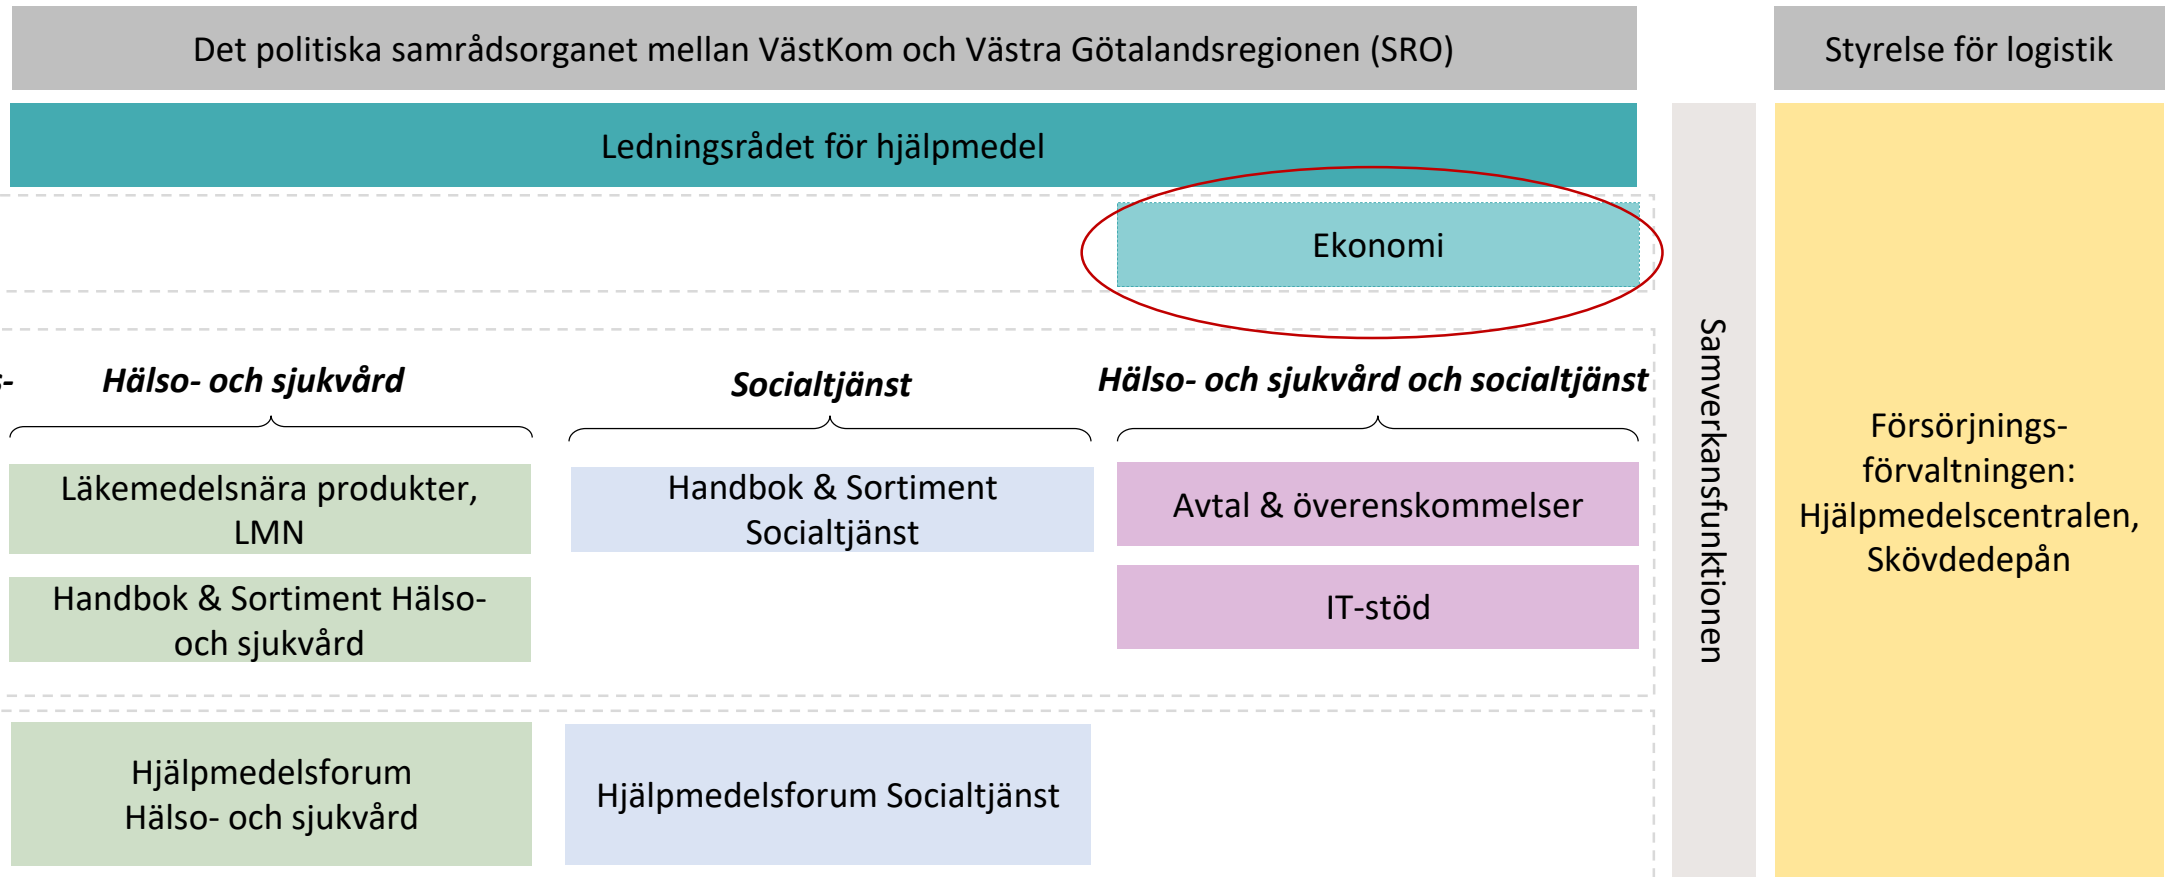 Det politiska samrådsorganet mellan VästKom och Västra Götalandsregionen (SRO)
Styrelse för logistik
Ledningsrådet för hjälpmedel
Ekonomi
s-
Hälso- och sjukvård
Socialtjänst
Hälso- och sjukvård och socialtjänst
Läkemedelsnära produkter,
LMN
Handbok & Sortiment Hälso-
och sjukvård
Handbok & Sortiment
Socialtjänst
Avtal & överenskommelser
IT-stöd
Hjälpmedelsforum
Hälso- och sjukvård
Hjälpmedelsforum Socialtjänst
Samverkansfunktionen
Försörjnings-
förvaltningen:
Hjälpmedelscentralen,
Skövdedepån